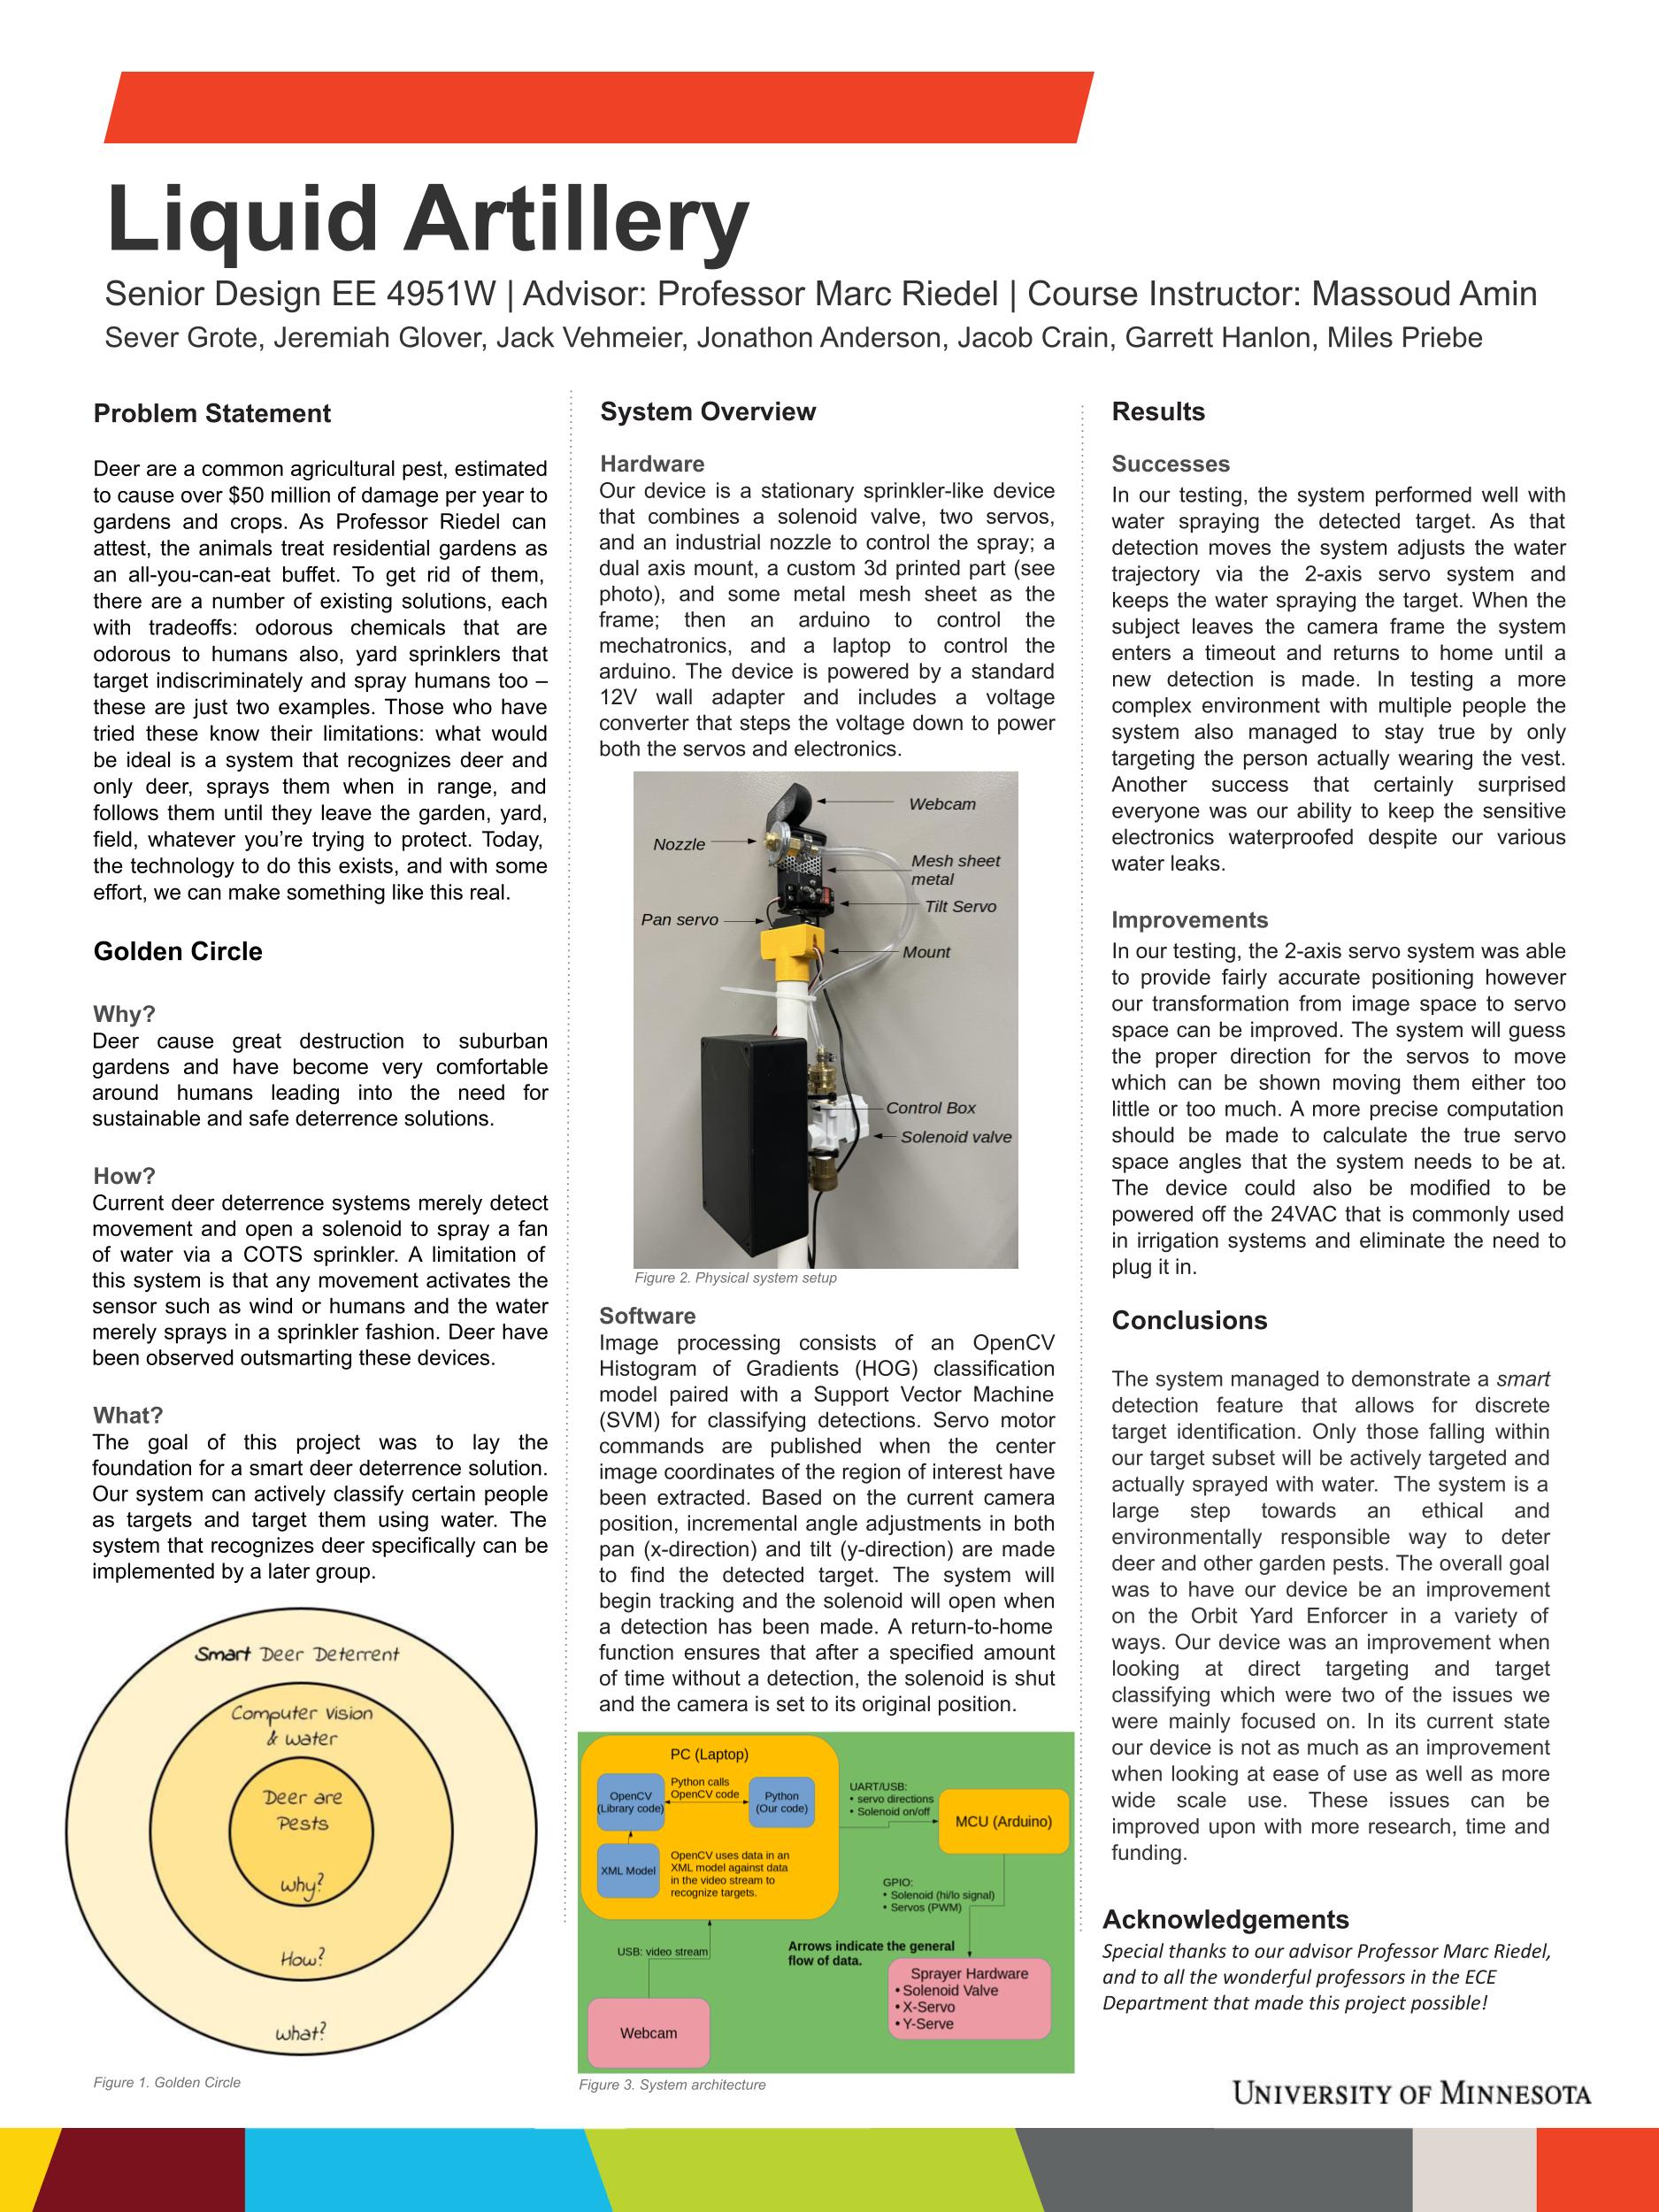 Liquid Artillery
Senior Design EE 4951W | Advisor: Professor Marc Riedel | Course Instructor: Massoud Amin
Sever Grote, Jeremiah Glover, Jack Vehmeier, Jonathon Anderson, Jacob Crain, Garrett Hanlon, Miles Priebe
Problem Statement
Deer are a common agricultural pest, estimated
to cause over $50 million of damage per year to
gardens and crops. As Professor Riedel can
attest, the animals treat residential gardens as
an all-you-can-eat buffet. To get rid of them,
there are a number of existing solutions, each
with tradeoffs: odorous chemicals that are
odorous to humans also, yard sprinklers that
target indiscriminately and spray humans too –
these are just two examples. Those who have
tried these know their limitations: what would
be ideal is a system that recognizes deer and
only deer, sprays them when in range, and
follows them until they leave the garden, yard,
field, whatever you’re trying to protect. Today,
the technology to do this exists, and with some
effort, we can make something like this real.
Golden Circle
Why?
Deer cause great destruction to suburban
gardens and have become very comfortable
around humans leading into the need for
sustainable and safe deterrence solutions.
How?
Current deer deterrence systems merely detect
movement and open a solenoid to spray a fan
of water via a COTS sprinkler. A limitation of
this system is that any movement activates the
sensor such as wind or humans and the water
merely sprays in a sprinkler fashion. Deer have
been observed outsmarting these devices.
What?
The goal of this project was to lay the
foundation for a smart deer deterrence solution.
Our system can actively classify certain people
as targets and target them using water. The
system that recognizes deer specifically can be
implemented by a later group.
Smart Deer Deterrent
Computer Vision
& water
Deer are
Pests
Why?
How?
What?
Figure 1. Golden Circle
System Overview
Hardware
Our device is a stationary sprinkler-like device
that combines a solenoid valve, two servos,
and an industrial nozzle to control the spray; a
dual axis mount, a custom 3d printed part (see
photo), and some metal mesh sheet as the
frame; then an arduino to control the
mechatronics, and a laptop to control the
arduino. The device is powered by a standard
12V wall adapter and includes a voltage
converter that steps the voltage down to power
both the servos and electronics.
Webcam
Nozzle
Mesh sheet
metal
Tilt Servo
Pan servo
Mount
Control Box
Solenoid valve
Figure 2. Physical system setup
Software
Image processing consists of an OpenCV
Histogram of Gradients (HOG) classification
model paired with a Support Vector Machine
(SVM) for classifying detections. Servo motor
commands are published when the center
image coordinates of the region of interest have
been extracted. Based on the current camera
position, incremental angle adjustments in both
pan (x-direction) and tilt (y-direction) are made
to find the detected target. The system will
begin tracking and the solenoid will open when
a detection has been made. A return-to-home
function ensures that after a specified amount
of time without a detection, the solenoid is shut
and the camera is set to its original position.
PC (Laptop)
OpenCV
(Library code)
Python calls
OpenCV code
Python
(Our code)
XML Model
OpenCV uses data in an
XML model against data
in the video stream to
recognize targets.
UART/USB:
• servo directions
• Solenoid on/off
MCU (Arduino)
GPIO:
• Solenoid (hi/lo signal)
• Servos (PWM)
USB: video stream
Arrows indicate the general
flow of data.
Sprayer Hardware
• Solenoid Valve
• X-Servo
• Y-Serve
Webcam
Figure 3. System architecture
Results
Successes
In our testing, the system performed well with
water spraying the detected target. As that
detection moves the system adjusts the water
trajectory via the 2-axis servo system and
keeps the water spraying the target. When the
subject leaves the camera frame the system
enters a timeout and returns to home until a
new detection is made. In testing a more
complex environment with multiple people the
system also managed to stay true by only
targeting the person actually wearing the vest.
Another success that certainly surprised
everyone was our ability to keep the sensitive
electronics waterproofed despite our various
water leaks.
Improvements
In our testing, the 2-axis servo system was able
to provide fairly accurate positioning however
our transformation from image space to servo
space can be improved. The system will guess
the proper direction for the servos to move
which can be shown moving them either too
little or too much. A more precise computation
should be made to calculate the true servo
space angles that the system needs to be at.
The device could also be modified to be
powered off the 24VAC that is commonly used
in irrigation systems and eliminate the need to
plug it in.
Conclusions
The system managed to demonstrate a smart
detection feature that allows for discrete
target identification. Only those falling within
our target subset will be actively targeted and
actually sprayed with water. The system is a
large step towards an ethical and
environmentally responsible way to deter
deer and other garden pests. The overall goal
was to have our device be an improvement
on the Orbit Yard Enforcer in a variety of
ways. Our device was an improvement when
looking at direct targeting and target
classifying which were two of the issues we
were mainly focused on. In its current state
our device is not as much as an improvement
when looking at ease of use as well as more
wide scale use. These issues can be
improved upon with more research, time and
funding.
Acknowledgements
Special thanks to our advisor Professor Marc Riedel,
and to all the wonderful professors in the ECE
Department that made this project possible!
UNIVERSITY OF MINNESOTA